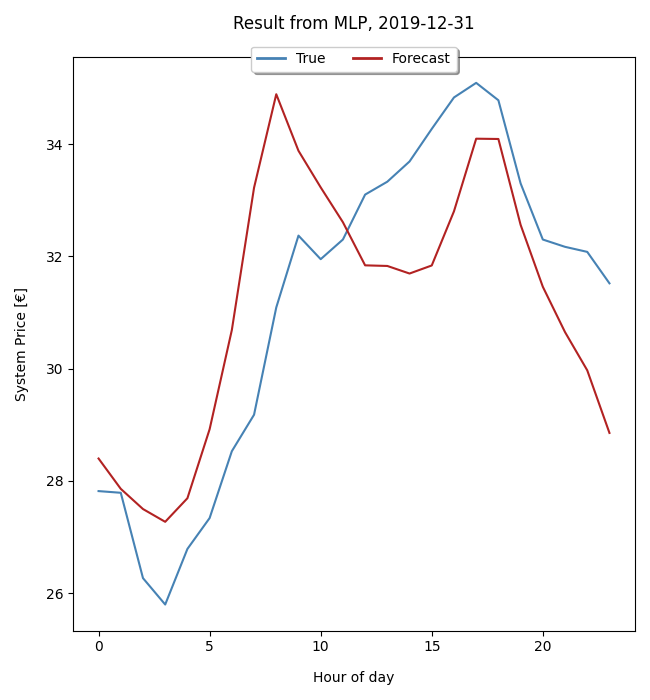 Result from MLP, 2019-12-31
True Forecast
34
32
30
28
26
System Price [€]
0 5 10 15 20
Hour of day